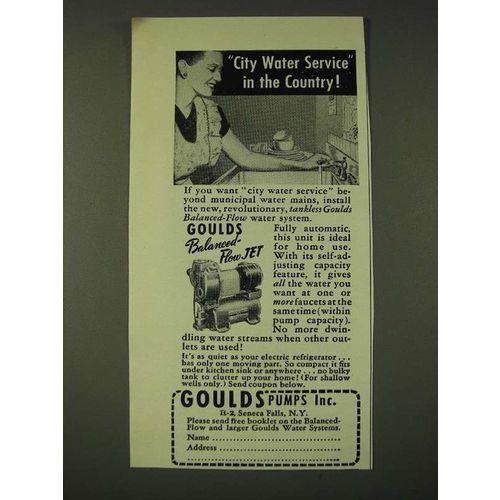 "City Water Service"
in the Country!
If you want "city water service" be-
yond municipal water mains, install
the new, revolutionary, tankless Goulds
Balanced-Flow water system.
GOULDS
Balanced-
Flow JET
Fully automatic,
this unit is ideal
for home use.
With its self-ad-
justing capacity
feature, it gives
all the water you
want at one or
more faucets at the
same time (within
pump capacity).
No more dwin-
dling water streams when other out-
lets are used!
It's as quiet as your electric refrigerator . . .
has only one moving part. So compact it fits
under kitchen sink or anywhere . . . no bulky
tank to clutter up your home! (For shallow
wells only.) Send coupon below.
GOULDS PUMPS Inc.
R-2, Seneca Falls, N.Y.
Please send free booklet on the Balanced-
Flow and larger Goulds Water Systems.
Name
Address